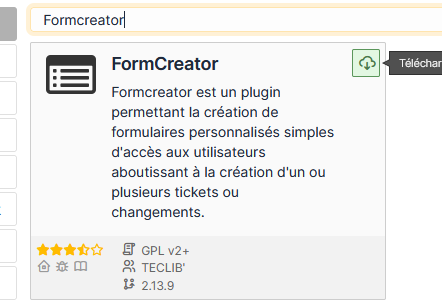 Formcreator
FormCreator
Téléchar
Formcreator est un plugin
permettant la création de
formulaires personnalisés simples
d'accès aux utilisateurs
aboutissant à la création d'un ou
plusieurs tickets ou
changements.
GPL v2+
TECLIB'
2.13.9